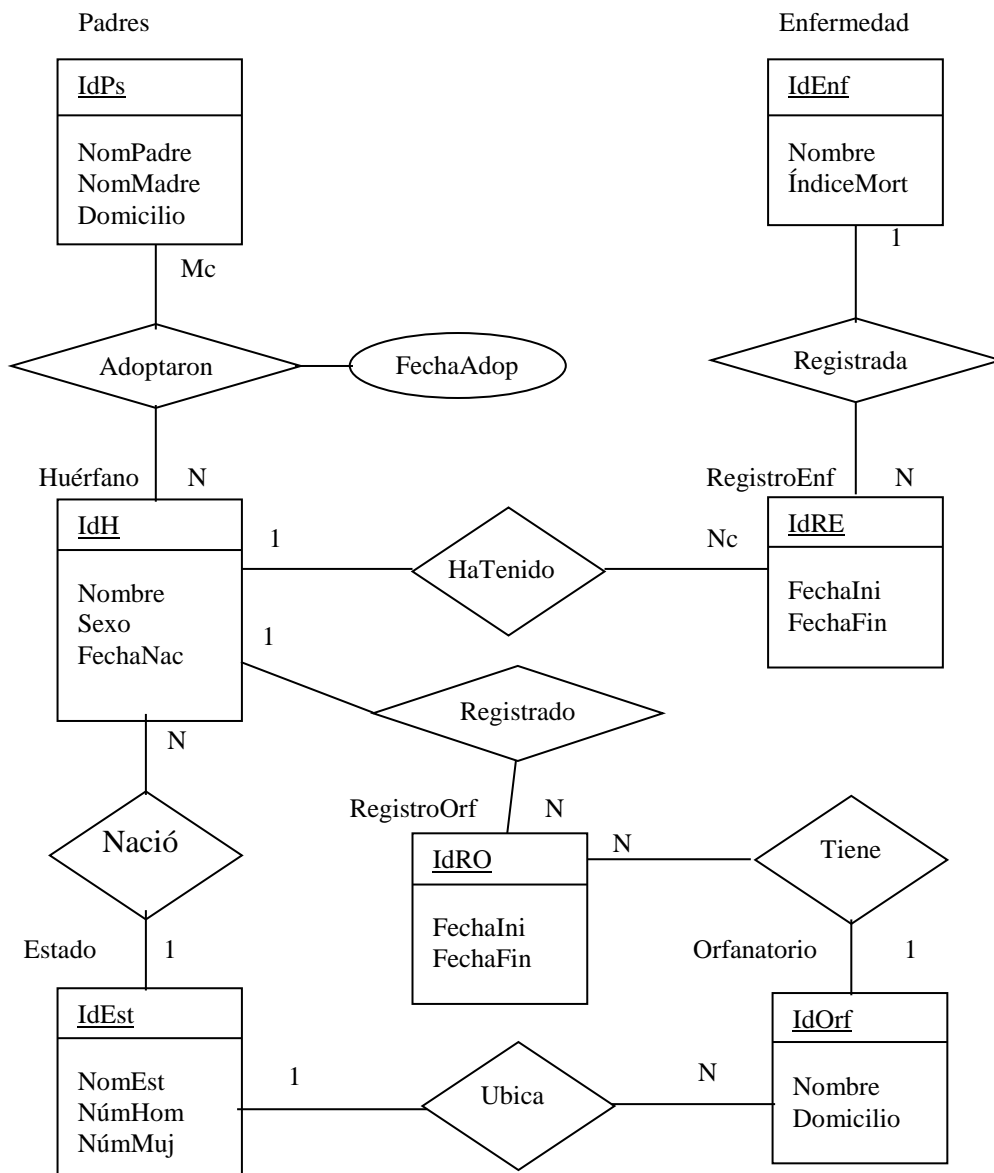 Padres
Enfermedad
IdPs
IdEnf
NomPadre
NomMadre
Domicilio
Nombre
ÍndiceMort
1
Mc
Adoptaron
FechaAdop
Registrada
Huérfano
N
RegistroEnf
N
IdH
IdRE
1
Nc
HaTenido
Nombre
Sexo
FechaNac
FechaIni
FechaFin
1
Registrado
N
RegistroOrf
N
Nació
IdRO
N
Tiene
FechaIni
FechaFin
Estado
1
Orfanatorio
1
IdEst
IdOrf
NomEst
NúmHom
NúmMuj
1
Ubica
N
Nombre
Domicilio